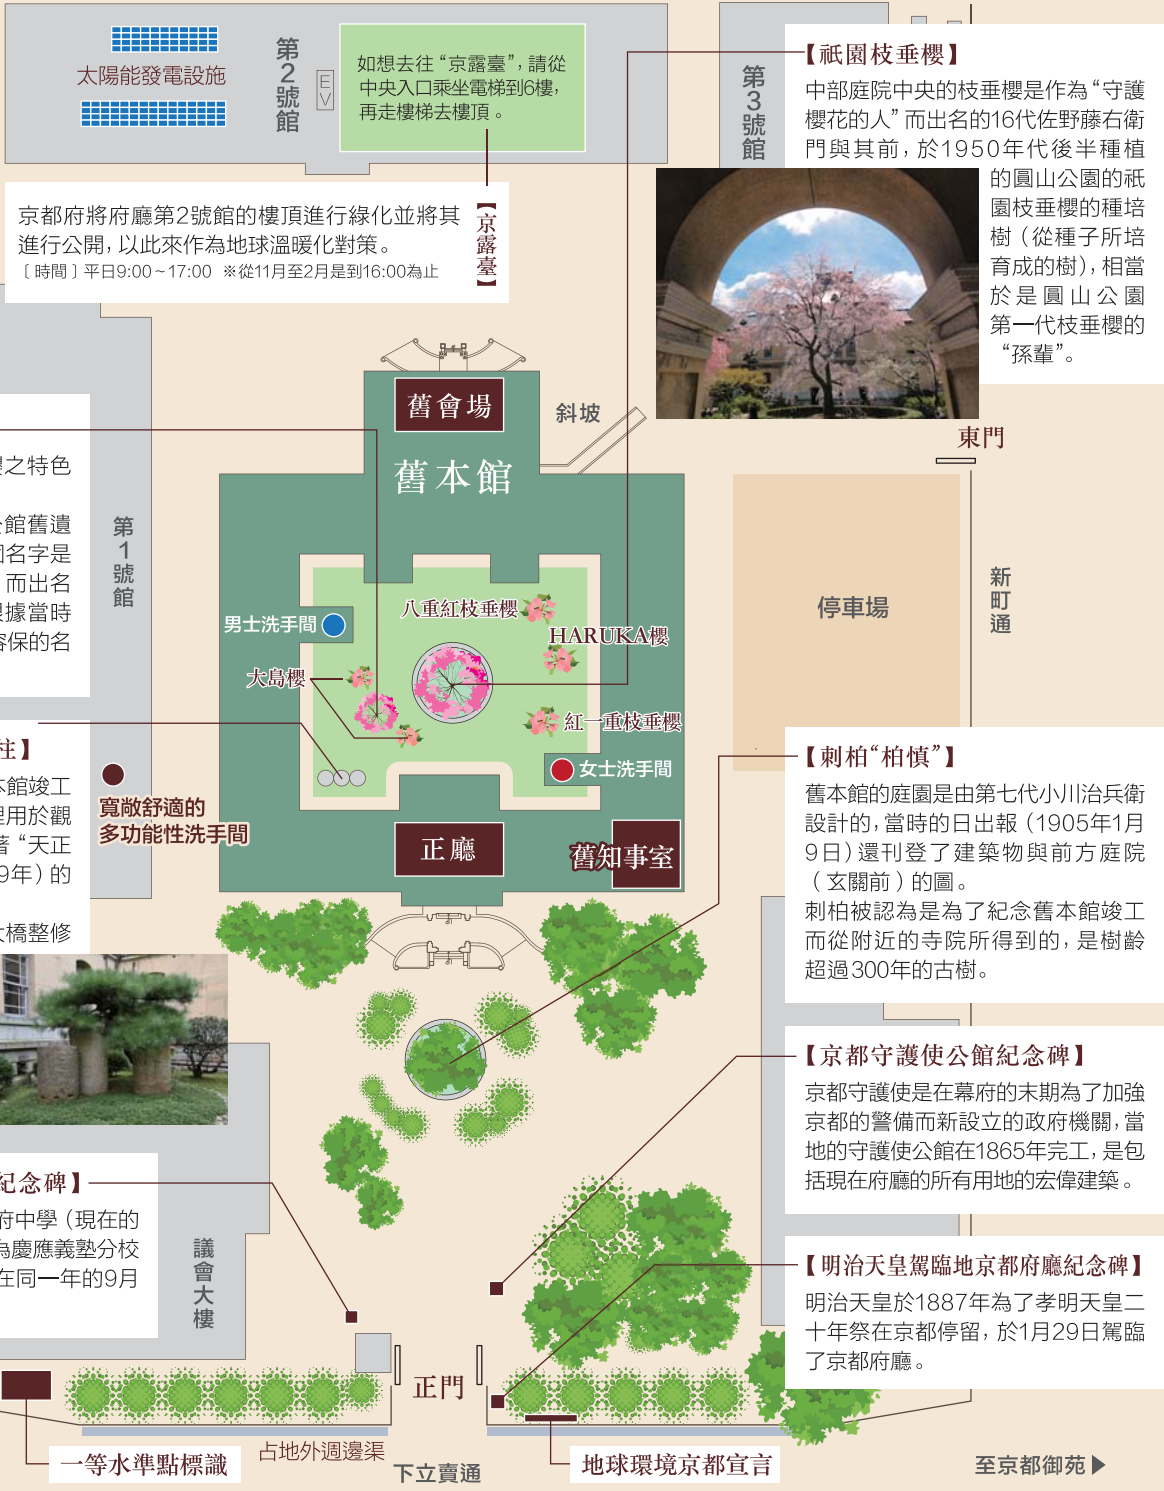 太陽能發電設施
第2號館
EV
如想去往“京露臺”, 請從
中央入口乘坐電梯到6樓,
再走樓梯去樓頂。
京都府將府廳第2號館的樓頂進行綠化並將其
進行公開, 以此來作為地球溫暖化對策。
［時間］平日9:00~17:00 ※從11月至2月是到16:00為止
【京露臺】
第3號館
【祇園枝垂櫻】
中部庭院中央的枝垂櫻是作為“守護
櫻花的人”而出名的16代佐野藤右衛
門與其前, 於1950年代後半種植
的圓山公園的祇
園枝垂櫻的種培
樹（從種子所培
育成的樹）, 相當
於是圓山公園
第一代枝垂櫻的
“孫輩”。
舊會場
斜坡
舊本館
東門
之特色
館舊遺
名字是
而出名
據當時
容保的名
第1號館
新町通
停車場
八重紅枝垂櫻
男士洗手間
HARUKA櫻
大島櫻
紅一重枝垂櫻
女士洗手間
正廳
舊知事室
柱】
本館竣工
用於觀
著“天正
9年）的
大橋整修
寬敞舒適的
多功能性洗手間
【刺柏“柏慎”】
舊本館的庭園是由第七代小川治兵衛
設計的, 當時的日出報（1905年1月
9日）還刊登了建築物與前方庭院
（玄關前）的圖。
刺柏被認為是為了紀念舊本館竣工
而從附近的寺院所得到的, 是樹齡
超過300年的古樹。
【京都守護使公館紀念碑】
京都守護使是在幕府的末期為了加強
京都的警備而新設立的政府機關, 當
地的守護使公館在1865年完工, 是包
括現在府廳的所有用地的宏偉建築。
紀念碑】
府中學（現在的
為慶應義塾分校
在同一年的9月
議會大樓
【明治天皇駕臨地京都府廳紀念碑】
明治天皇於1887年為了孝明天皇二
十年祭在京都停留, 於1月29日駕臨
了京都府廳。
正門
一等水準點標識
占地外週邊渠
下立賣通
地球環境京都宣言
至京都御苑▶